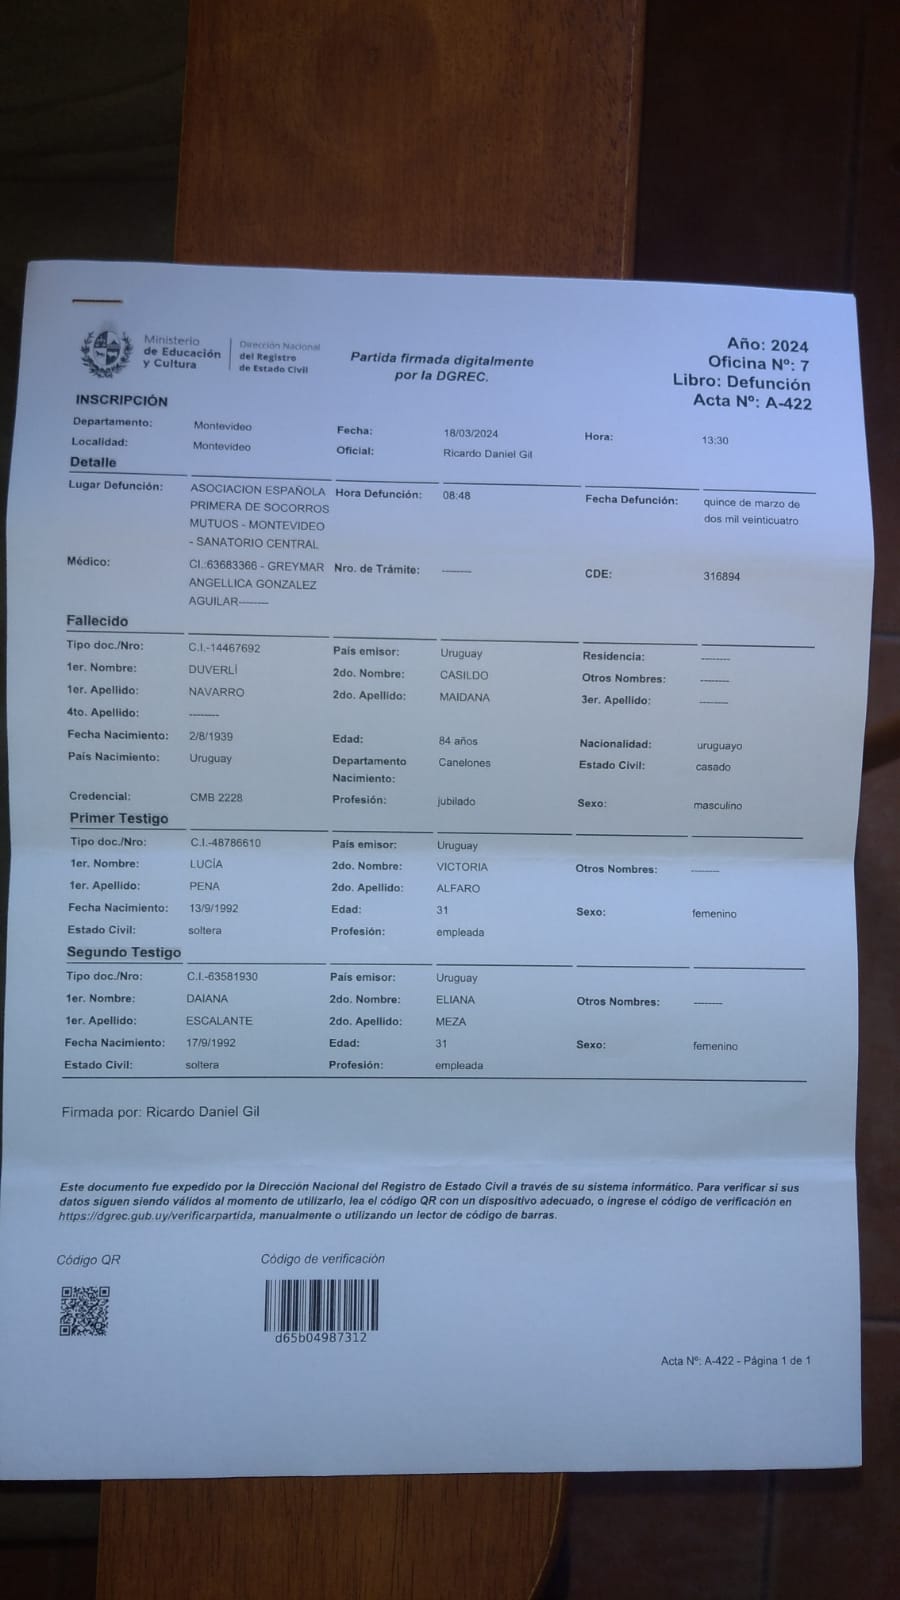 Ministerio
de Educación
y Cultura
Dirección Nacional
del Registro
de Estado Civil
Partida firmada digitalmente
por la DGREC.
Año: 2024
Oficina Nº: 7
Libro: Defunción
Acta Nº: A-422
INSCRIPCIÓN
Departamento: Montevideo Fecha: 18/03/2024 Hora: 13:30
Localidad: Montevideo Oficial: Ricardo Daniel Gil
Detalle
Lugar Defunción: ASOCIACION ESPAÑOLA Hora Defunción: 08:48 Fecha Defunción: quince de marzo de
PRIMERA DE SOCORROS dos mil veinticuatro
MUTUOS - MONTEVIDEO
- SANATORIO CENTRAL
Médico: CI.:63683366 - GREYMAR Nro. de Trámite: -------- CDE: 316894
ANGELLICA GONZALEZ
AGUILAR--------
Fallecido
Tipo doc./Nro: C.I.-14467692 País emisor: Uruguay Residencia: --------
1er. Nombre: DUVERLÍ 2do. Nombre: CASILDO Otros Nombres: --------
1er. Apellido: NAVARRO 2do. Apellido: MAIDANA 3er. Apellido: --------
4to. Apellido: --------
Fecha Nacimiento: 2/8/1939 Edad: 84 años Nacionalidad: uruguayo
País Nacimiento: Uruguay Departamento Canelones Estado Civil: casado
Nacimiento:
Credencial: CMB 2228 Profesión: jubilado Sexo: masculino
Primer Testigo
Tipo doc./Nro: C.I.-48786610 País emisor: Uruguay
1er. Nombre: LUCÍA 2do. Nombre: VICTORIA Otros Nombres: --------
1er. Apellido: PENA 2do. Apellido: ALFARO
Fecha Nacimiento: 13/9/1992 Edad: 31 Sexo: femenino
Estado Civil: soltera Profesión: empleada
Segundo Testigo
Tipo doc./Nro: C.I.-63581930 País emisor: Uruguay
1er. Nombre: DAIANA 2do. Nombre: ELIANA Otros Nombres: --------
1er. Apellido: ESCALANTE 2do. Apellido: MEZA
Fecha Nacimiento: 17/9/1992 Edad: 31 Sexo: femenino
Estado Civil: soltera Profesión: empleada
Firmada por: Ricardo Daniel Gil
Este documento fue expedido por la Dirección Nacional del Registro de Estado Civil a través de su sistema informático. Para verificar si sus
datos siguen siendo válidos al momento de utilizarlo, lea el código QR con un dispositivo adecuado, o ingrese el código de verificación en
https://dgrec.gub.uy/verificarpartida, manualmente o utilizando un lector de código de barras.
Código QR
Código de verificación
d65b04987312
Acta Nº: A-422 - Página 1 de 1